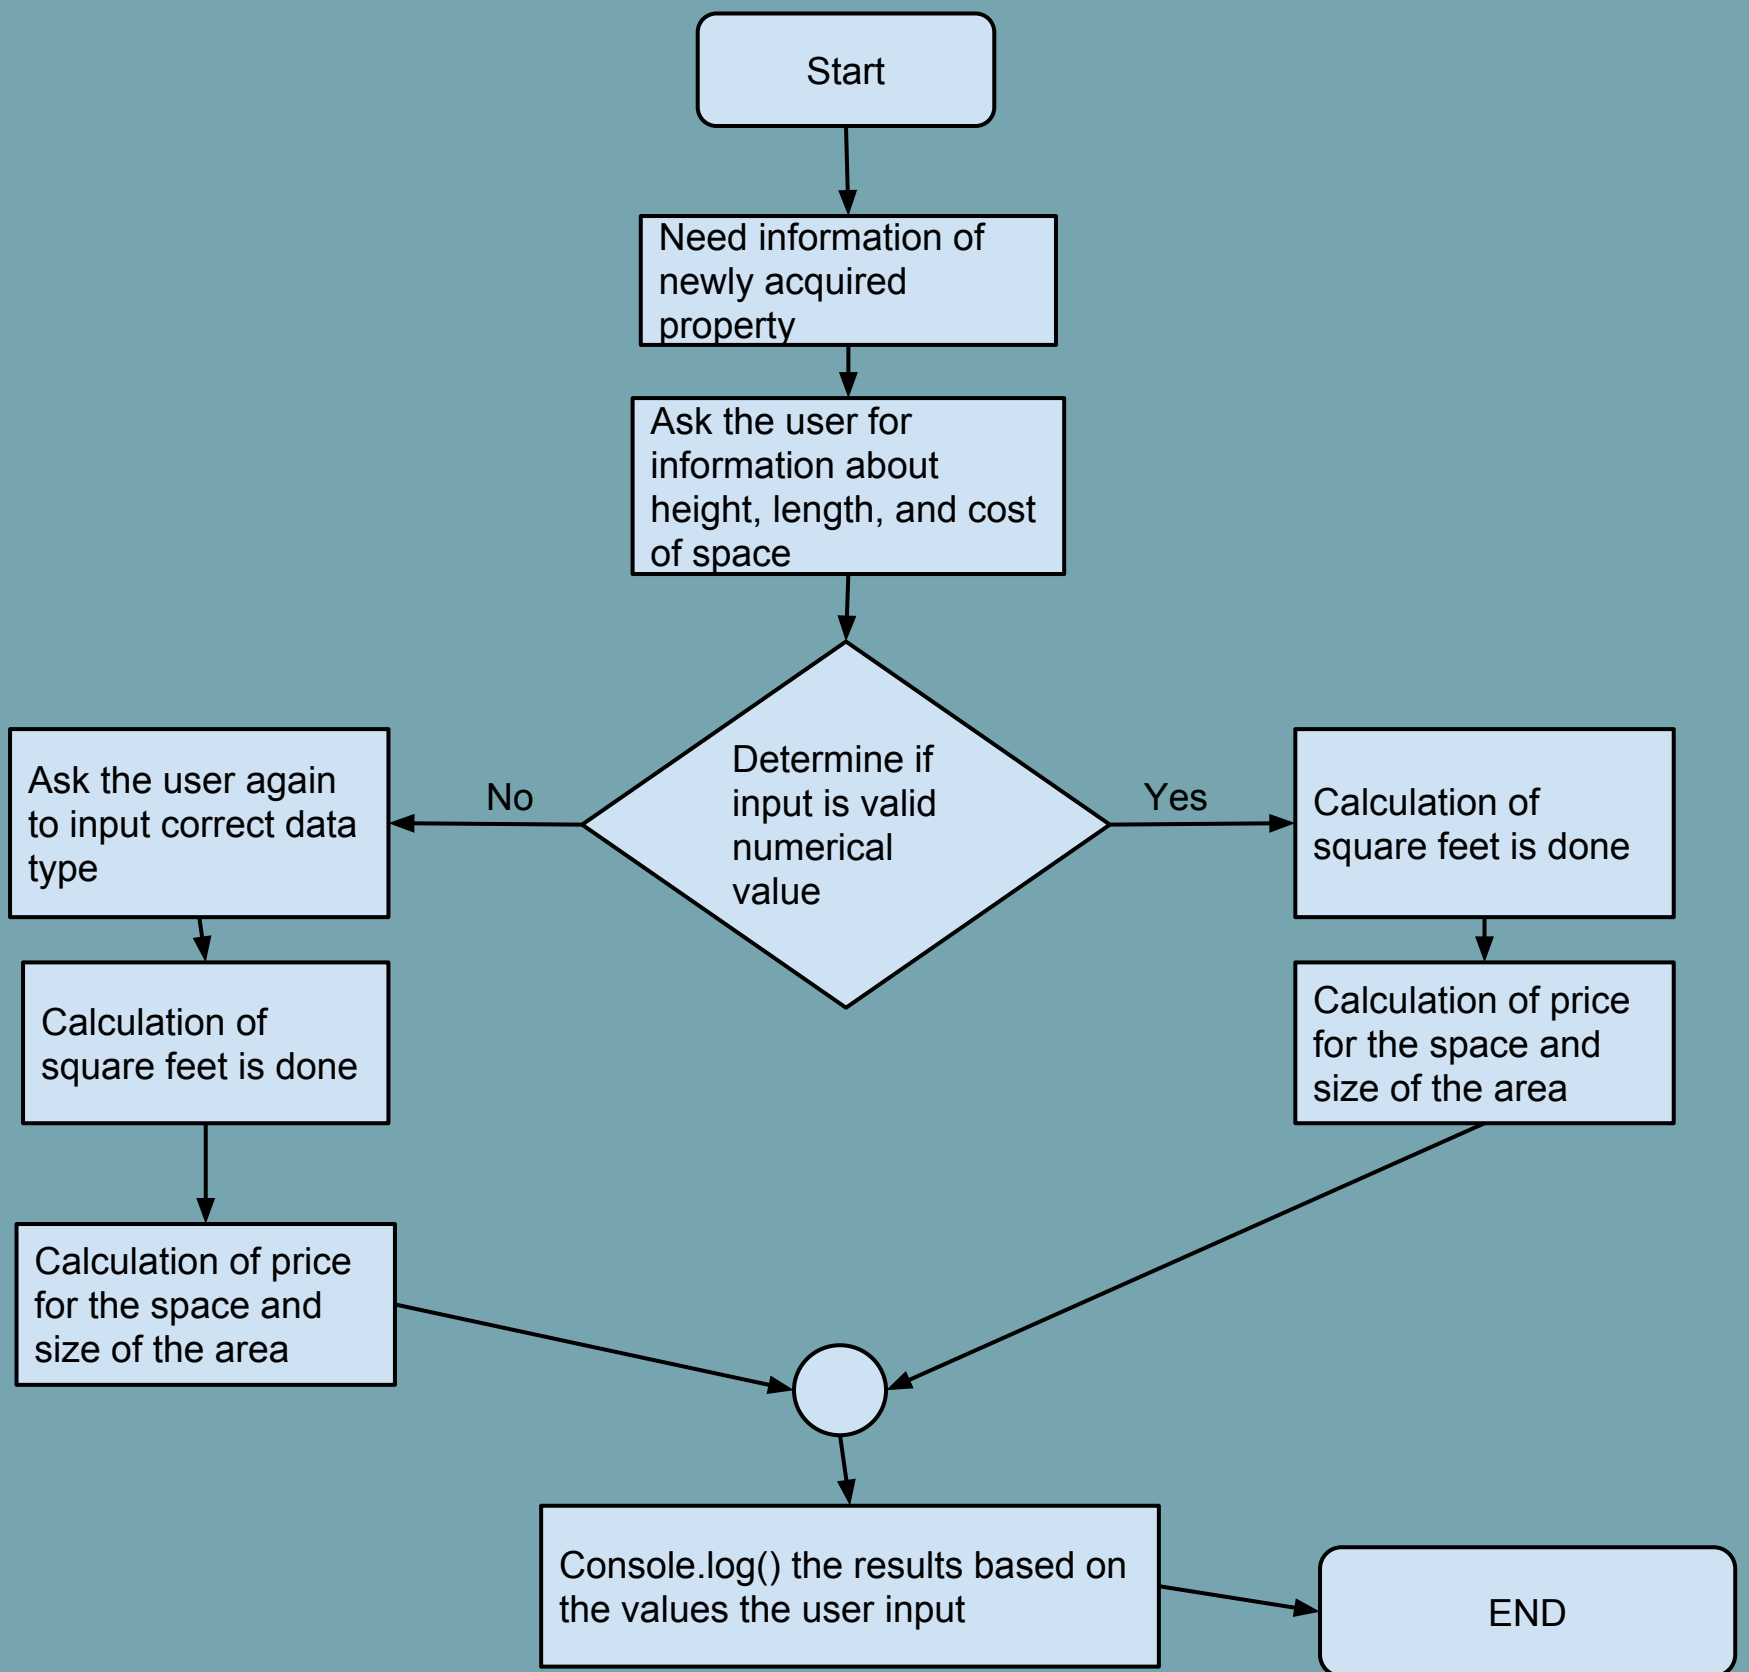 Start
Need information of
newly acquired
property
Ask the user for
information about
height, length, and cost
of space
Determine if
input is valid
numerical
value
No
Yes
Ask the user again
to input correct data
type
Calculation of
square feet is done
Calculation of price
for the space and
size of the area
Calculation of
square feet is done
Calculation of price
for the space and
size of the area
Console.log() the results based on
the values the user input
END